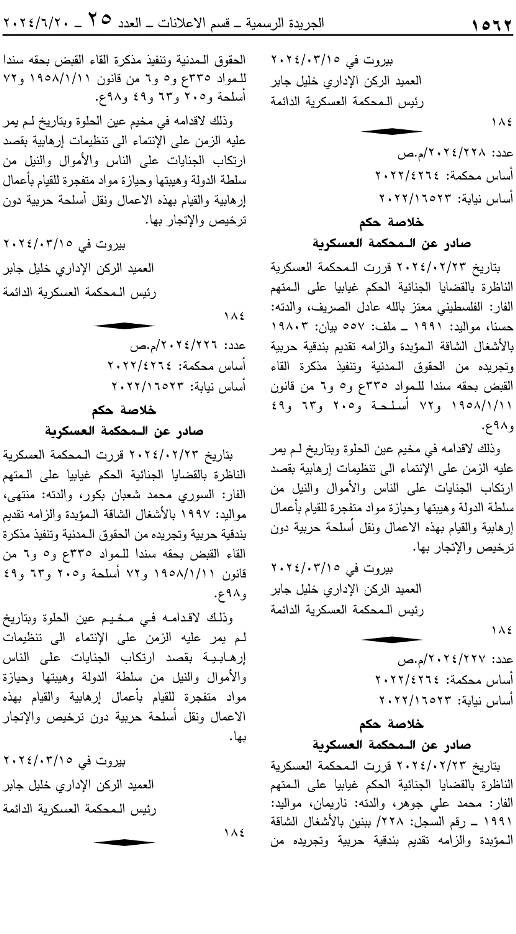 ١٥٦٢
الجريدة الرسمية ــ قسم الاعلانات ــ العدد ٢٥ ــ ٢٠٢٤/٦/٢٠
بيروت في ٢٠٢٤/٠٣/١٥
العميد الركن الإداري خليل جابر
رئيس المحكمة العسكرية الدائمة
١٨٤
عدد: ٢٠٢٤/٢٢٨/م.ص
أساس محكمة: ٢٠٢٢/٤٢٦٤
أساس نيابة: ٢٠٢٢/١٦٥٢٣
خلاصة حكم
صادر عن المحكمة العسكرية
بتاريخ ٢٠٢٤/٠٢/٢٣ قررت المحكمة العسكرية
الناظرة بالقضايا الجنائية الحكم غيابيا على المتهم
الفار: الفلسطيني معتز بالله عادل الصريف، والدته:
حسنا، مواليد: ١٩٩١ ــ ملف: ٥٥٧ بيان: ١٩٨٠٣
بالأشغال الشاقة المؤبدة والزامه تقديم بندقية حربية
وتجريده من الحقوق المدنية وتنفيذ مذكرة القاء
القبض بحقه سندا للمواد ٣٣٥ع و٥ و٦ من قانون
١٩٥٨/١/١١ و٧٢ أسلحة و٢٠٥ و٦٣ و٤٩
و٩٨ع.
وذلك لاقدامه في مخيم عين الحلوة وبتاريخ لم يمر
عليه الزمن على الإنتماء الى تنظيمات إرهابية بقصد
ارتكاب الجنايات على الناس والأموال والنيل من
سلطة الدولة وهيبتها وحيازة مواد متفجرة للقيام بأعمال
إرهابية والقيام بهذه الاعمال ونقل أسلحة حربية دون
ترخيص والإتجار بها.
بيروت في ٢٠٢٤/٠٣/١٥
العميد الركن الإداري خليل جابر
رئيس المحكمة العسكرية الدائمة
١٨٤
عدد: ٢٠٢٤/٢٢٧/م.ص
أساس محكمة: ٢٠٢٢/٤٢٦٤
أساس نيابة: ٢٠٢٢/١٦٥٢٣
خلاصة حكم
صادر عن المحكمة العسكرية
بتاريخ ٢٠٢٤/٠٢/٢٣ قررت المحكمة العسكرية
الناظرة بالقضايا الجنائية الحكم غيابيا على المتهم
الفار: محمد علي جوهر، والدته: ناريمان، مواليد:
١٩٩١ ــ رقم السجل: ٢٢٨/ ببنين بالأشغال الشاقة
المؤبدة والزامه تقديم بندقية حربية وتجريده من
الحقوق المدنية وتنفيذ مذكرة القاء القبض بحقه سندا
للمواد ٣٣٥ع و٥ و٦ من قانون ١٩٥٨/١/١١ و٧٢
أسلحة و٢٠٥ و٦٣ و٤٩ و٩٨ع.
وذلك لاقدامه في مخيم عين الحلوة وبتاريخ لم يمر
عليه الزمن على الإنتماء الى تنظيمات إرهابية بقصد
ارتكاب الجنايات على الناس والأموال والنيل من
سلطة الدولة وهيبتها وحيازة مواد متفجرة للقيام بأعمال
إرهابية والقيام بهذه الاعمال ونقل أسلحة حربية دون
ترخيص والإتجار بها.
بيروت في ٢٠٢٤/٠٣/١٥
العميد الركن الإداري خليل جابر
رئيس المحكمة العسكرية الدائمة
١٨٤
عدد: ٢٠٢٤/٢٢٦/م.ص
أساس محكمة: ٢٠٢٢/٤٢٦٤
أساس نيابة: ٢٠٢٢/١٦٥٢٣
خلاصة حكم
صادر عن المحكمة العسكرية
بتاريخ ٢٠٢٤/٠٢/٢٣ قررت المحكمة العسكرية
الناظرة بالقضايا الجنائية الحكم غيابيا على المتهم
الفار: السوري محمد شعبان بكور، والدته: منتهى،
مواليد: ١٩٩٧ بالأشغال الشاقة المؤبدة والزامه تقديم
بندقية حربية وتجريده من الحقوق المدنية وتنفيذ مذكرة
القاء القبض بحقه سندا للمواد ٣٣٥ع و٥ و٦ من
قانون ١٩٥٨/١/١١ و٧٢ أسلحة و٢٠٥ و٦٣ و٤٩
و٩٨ع.
وذلك لاقدامه في مخيم عين الحلوة وبتاريخ
لم يمر عليه الزمن على الإنتماء الى تنظيمات
إرهابية بقصد ارتكاب الجنايات على الناس
والأموال والنيل من سلطة الدولة وهيبتها وحيازة
مواد متفجرة للقيام بأعمال إرهابية والقيام بهذه
الاعمال ونقل أسلحة حربية دون ترخيص والإتجار
بها.
بيروت في ٢٠٢٤/٠٣/١٥
العميد الركن الإداري خليل جابر
رئيس المحكمة العسكرية الدائمة
١٨٤